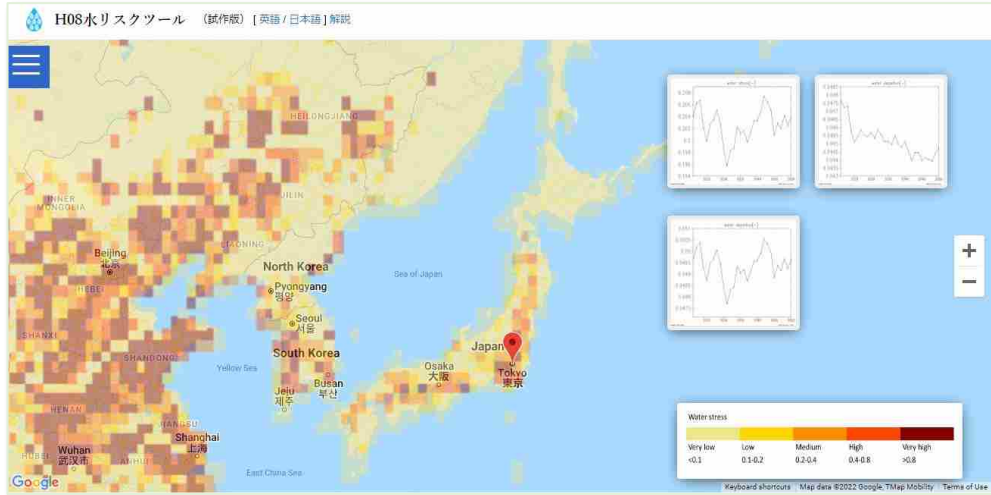 H08水リスクツール （試作版） [ 英語 / 日本語 ] 解説
HEILONGJIANG
JILIN
INNER
MONGOLIA
LIAONING
Beijing
北京
HEBEI
North Korea
Pyongyang
평양
Sea of Japan
Seoul
서울
SHANXI
SHANDONG
South Korea
Yellow Sea
Japan
Tokyo
東京
Osaka
大阪
Busan
부산
Jeju
제주
HENAN
JIANGSU
Shanghai
上海
Wuhan
武汉市
HUBEI
ANHUI
East China Sea
Google
+
−
Water stress
Very low Low Medium High Very high
<0.1 0.1-0.2 0.2-0.4 0.4-0.8 >0.8
Keyboard shortcuts Map data ©2022 Google, TMap Mobility Terms of Use